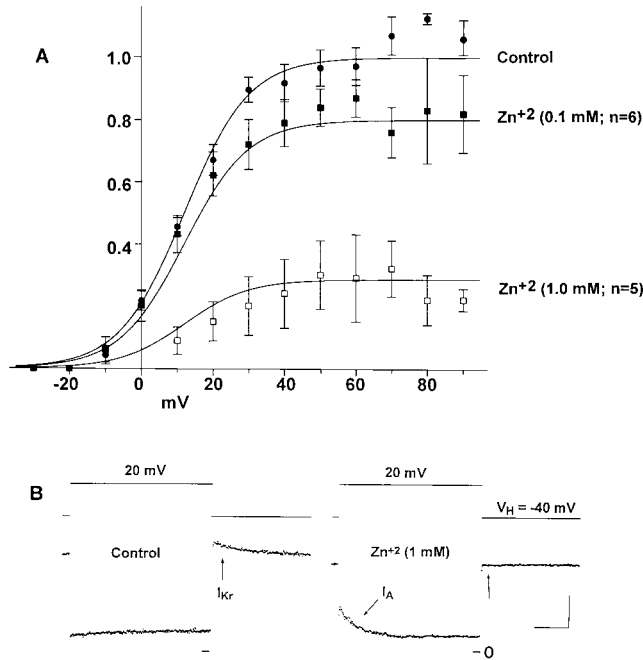 A
1.0
0.8
0.6
0.4
-20
0
20
40
60
80
mV
Control
Zn+2 (0.1 mM; n=6)
Zn+2 (1.0 mM; n=5)
B
20 mV
20 mV
VH = -40 mV
Control
Zn+2 (1 mM)
IKr
IA
0